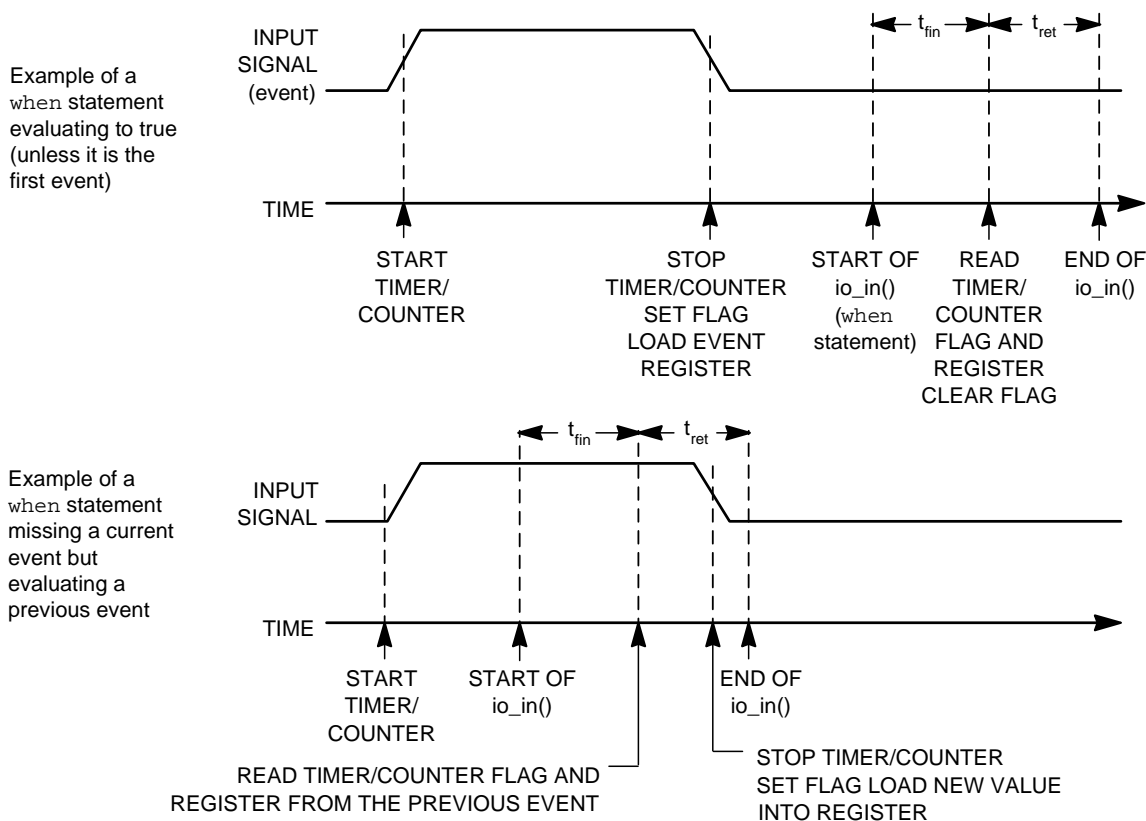 Example of a
when statement
evaluating to true
(unless it is the
first event)
INPUT
SIGNAL
(event)
tfin
tret
TIME
START
TIMER/
COUNTER
STOP
TIMER/COUNTER
SET FLAG
LOAD EVENT
REGISTER
START OF
io_in()
(when
statement)
READ
TIMER/
COUNTER
FLAG AND
REGISTER
CLEAR FLAG
END OF
io_in()
Example of a
when statement
missing a current
event but
evaluating a
previous event
INPUT
SIGNAL
tfin
tret
TIME
START
TIMER/
COUNTER
START OF
io_in()
END OF
io_in()
READ TIMER/COUNTER FLAG AND
REGISTER FROM THE PREVIOUS EVENT
STOP TIMER/COUNTER
SET FLAG LOAD NEW VALUE
INTO REGISTER